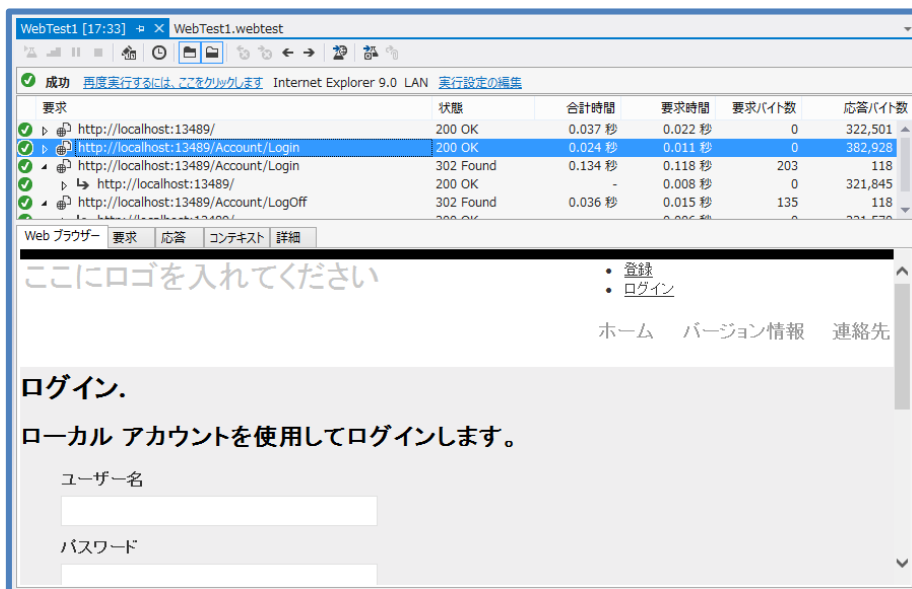 WebTest1 [17:33] WebTest1.webtest
成功 再度実行するには、ここをクリックします Internet Explorer 9.0 LAN 実行設定の編集
要求 状態 合計時間 要求時間 要求バイト数 応答バイト数
http://localhost:13489/ 200 OK 0.037 秒 0.022 秒 0 322,501
http://localhost:13489/Account/Login 200 OK 0.024 秒 0.011 秒 0 382,928
http://localhost:13489/Account/Login 302 Found 0.134 秒 0.118 秒 203 118
http://localhost:13489/ 200 OK - 0.008 秒 0 321,845
http://localhost:13489/Account/LogOff 302 Found 0.036 秒 0.015 秒 135 118
Web ブラウザー 要求 応答 コンテキスト 詳細
ここにロゴを入れてください
登録
ログイン
ホーム バージョン情報 連絡先
ログイン.
ローカル アカウントを使用してログインします。
ユーザー名
パスワード